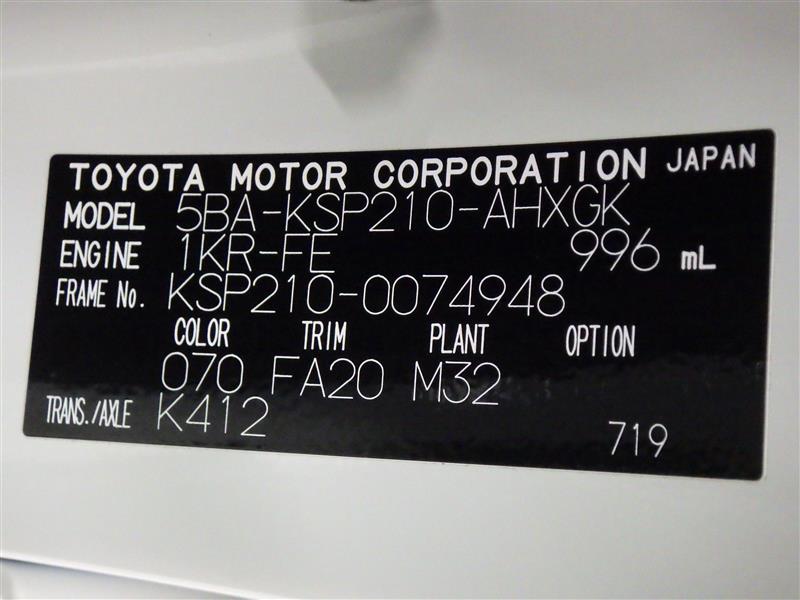 TOYOTA MOTOR CORPORATION JAPAN
MODEL 5BA-KSP210-AHXGK
ENGINE 1KR-FE 996 mL
FRAME No. KSP210-0074948
COLOR TRIM PLANT OPTION
070 FA20 M32
TRANS./AXLE K412 719